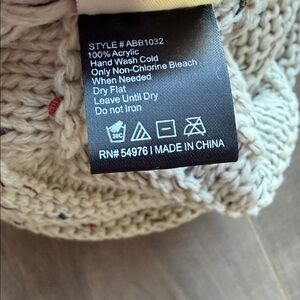 STYLE # ABB1032
100% Acrylic
Hand Wash Cold
Only Non-Chlorine Bleach
When Needed
Dry Flat
Leave Until Dry
Do not Iron
30C
RN# 54976 I MADE IN CHINA